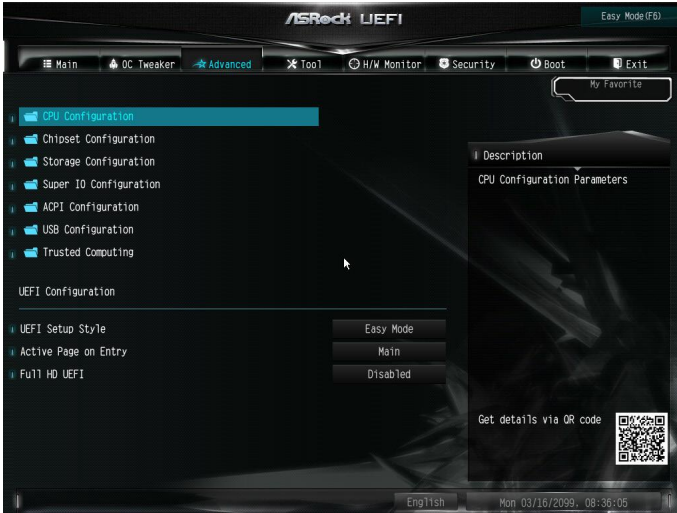 ASRock UEFI
Easy Mode(F6)
Main
OC Tweaker
Advanced
Tool
H/W Monitor
Security
Boot
Exit
My Favorite
CPU Configuration
Chipset Configuration
Storage Configuration
Super IO Configuration
ACPI Configuration
USB Configuration
Trusted Computing
UEFI Configuration
UEFI Setup Style Easy Mode
Active Page on Entry Main
Full HD UEFI Disabled
Description
CPU Configuration Parameters
Get details via QR code
English
Mon 03/16/2099. 08:36:05